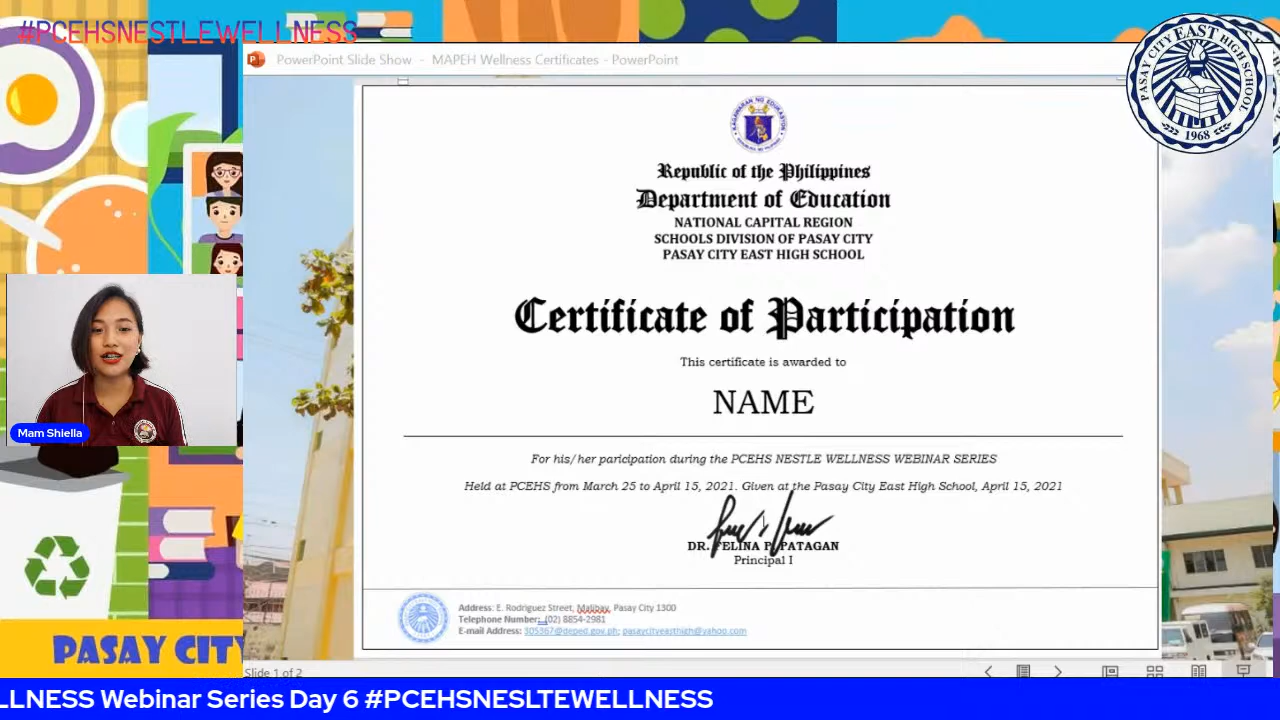 #PCEHSNESTLEWELLNESS
PowerPoint Slide Show - MAPEH Wellness Certificates - PowerPoint
PASAY CITY EAST HIGH SCHOOL
1968
KAGAWARAN NG EDUKASYON
Republic of the Philippines
Department of Education
NATIONAL CAPITAL REGION
SCHOOLS DIVISION OF PASAY CITY
PASAY CITY EAST HIGH SCHOOL
Certificate of Participation
This certificate is awarded to
NAME
For his/her paricipation during the PCEHS NESTLE WELLNESS WEBINAR SERIES
Held at PCEHS from March 25 to April 15, 2021. Given at the Pasay City East High School, April 15, 2021
DR. FELINA P. PATAGAN
Principal I
Address: E. Rodriguez Street, Malibay, Pasay City 1300
Telephone Number: (02) 8854-2981
E-mail Address: 305367@deped.gov.ph; pasaycityeasthigh@yahoo.com
Mam Shiella
PASAY CITY
Slide 1 of 2
LLNESS Webinar Series Day 6 #PCEHSNESLTEWELLNESS